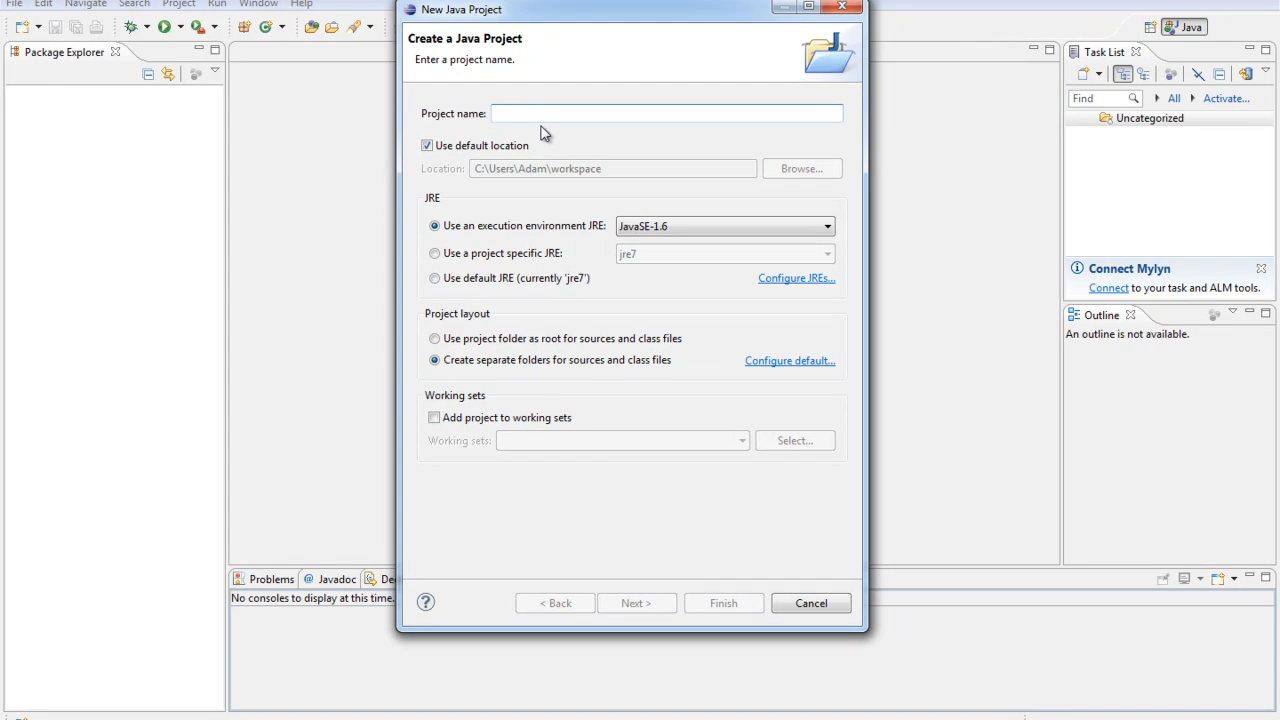 New Java Project
File Edit Navigate Search Project Run Window Help
Java
Package Explorer
Create a Java Project
Enter a project name.
Project name:
Use default location
Location: C:\Users\Adam\workspace Browse...
JRE
Use an execution environment JRE: JavaSE-1.6
Use a project specific JRE: jre7
Use default JRE (currently 'jre7') Configure JREs...
Project layout
Use project folder as root for sources and class files
Create separate folders for sources and class files Configure default...
Working sets
Add project to working sets
Working sets: Select...
< Back Next > Finish Cancel
Task List
Find All Activate...
Uncategorized
Connect Mylyn
Connect to your task and ALM tools.
Outline
An outline is not available.
Problems @ Javadoc De
No consoles to display at this time.